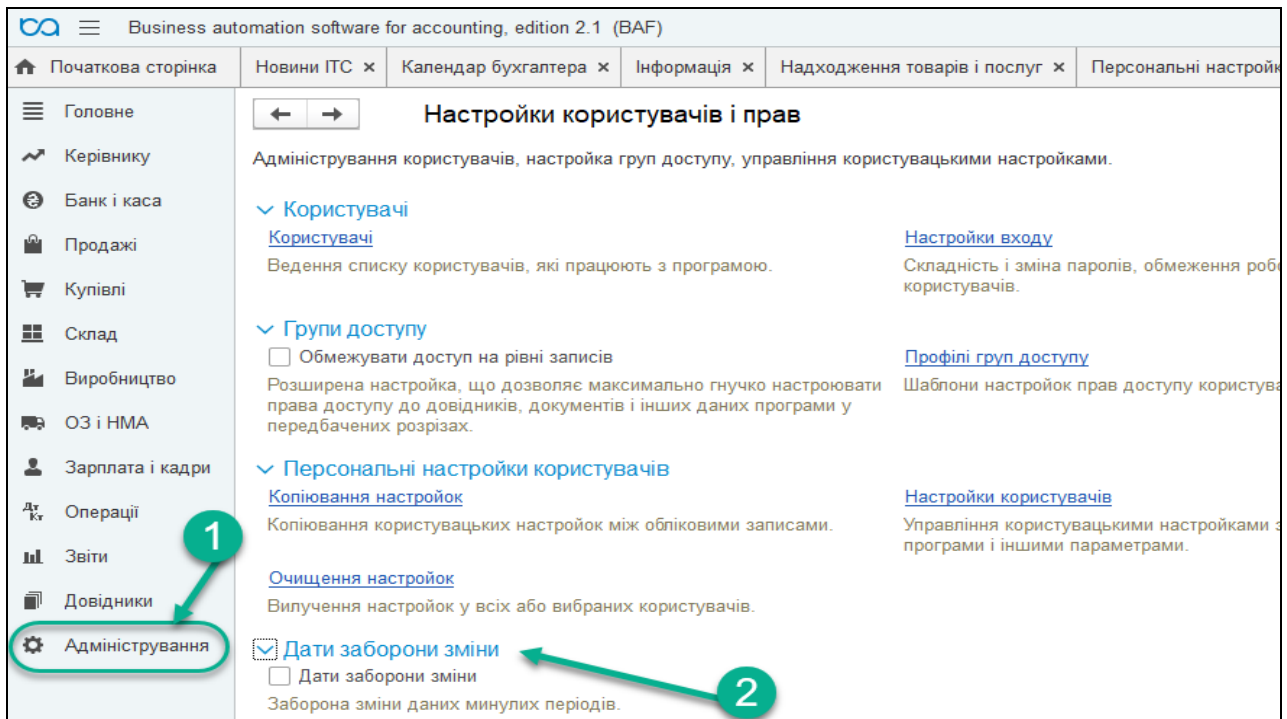 Business automation software for accounting, edition 2.1 (BAF)
Початкова сторінка Новини ІТС × Календар бухгалтера × Інформація × Надходження товарів і послуг × Персональні настройк
Головне
Керівнику
Банк і каса
Продажі
Купівлі
Склад
Виробництво
ОЗ і НМА
Зарплата і кадри
Дт Кт Операції
Звіти
Довідники
Адміністрування
1
Настройки користувачів і прав
Адміністрування користувачів, настройка груп доступу, управління користувацькими настройками.
Користувачі
Користувачі
Ведення списку користувачів, які працюють з програмою.
Настройки входу
Складність і зміна паролів, обмеження робо
користувачів.
Групи доступу
Обмежувати доступ на рівні записів
Розширена настройка, що дозволяє максимально гнучко настроювати
права доступу до довідників, документів і інших даних програми у
передбачених розрізах.
Профілі груп доступу
Шаблони настройок прав доступу користува
Персональні настройки користувачів
Копіювання настройок
Копіювання користувацьких настройок між обліковими записами.
Настройки користувачів
Управління користувацькими настройками з
програми і іншими параметрами.
Очищення настройок
Вилучення настройок у всіх або вибраних користувачів.
Дати заборони зміни
Дати заборони зміни
Заборона зміни даних минулих періодів.
2